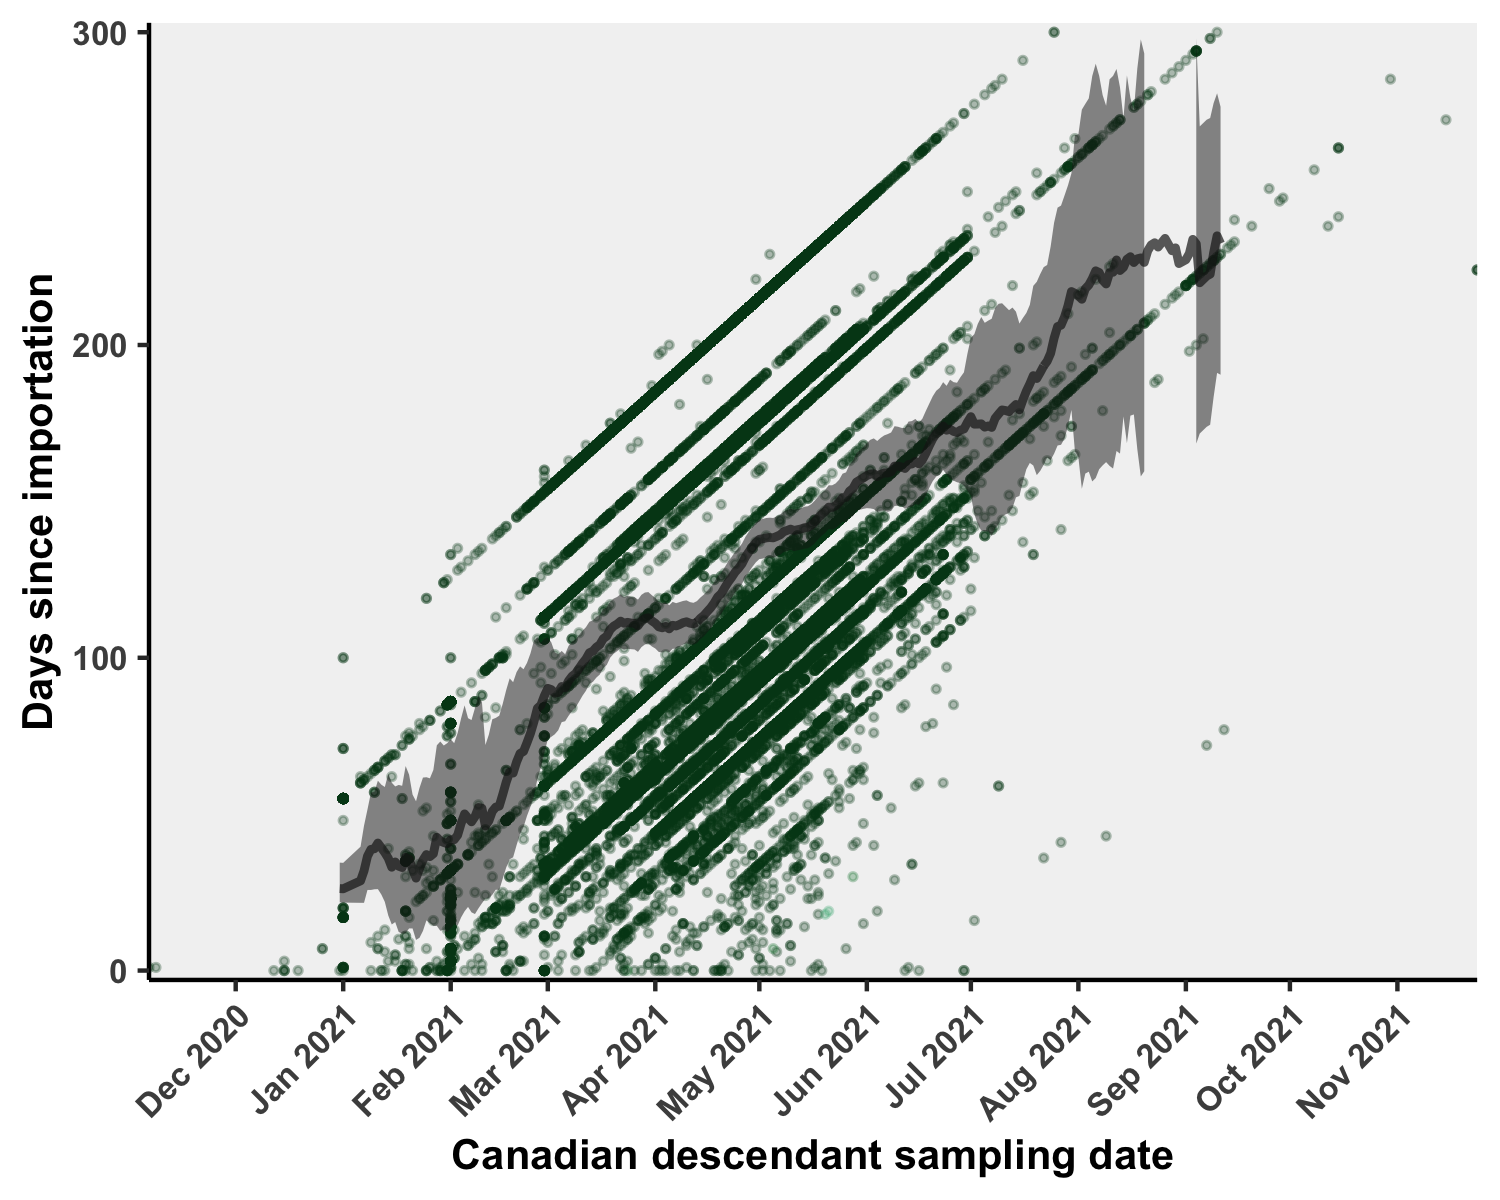 Days since importation
300
200
100
0
Dec 2020
Jan 2021
Feb 2021
Mar 2021
Apr 2021
May 2021
Jun 2021
Jul 2021
Aug 2021
Sep 2021
Oct 2021
Nov 2021
Canadian descendant sampling date